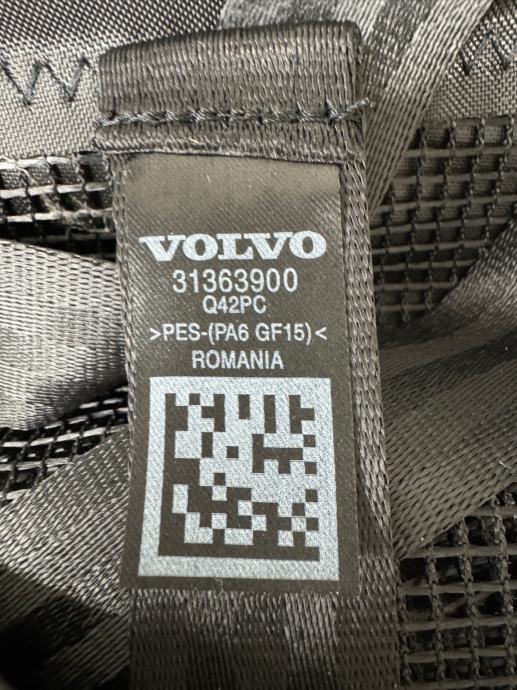 VOLVO
31363900
Q42PC
>PES-(PA6 GF15)<
ROMANIA